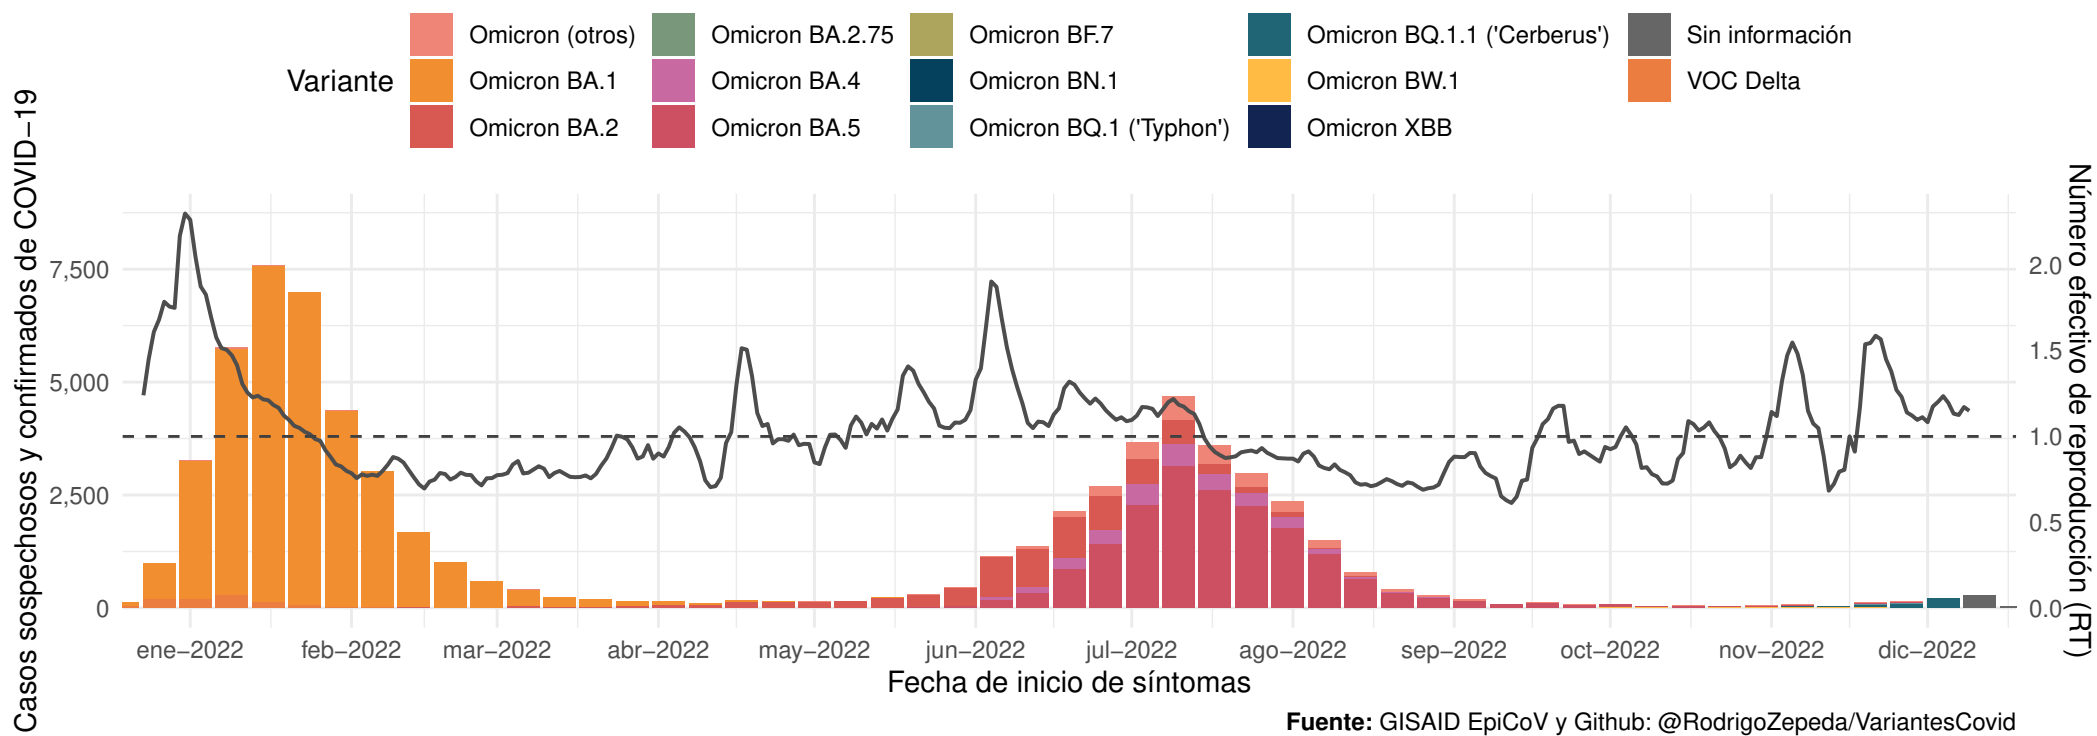 Variante
Omicron (otros)
Omicron BA.1
Omicron BA.2
Omicron BA.2.75
Omicron BA.4
Omicron BA.5
Omicron BF.7
Omicron BN.1
Omicron BQ.1 ('Typhon')
Omicron BQ.1.1 ('Cerberus')
Omicron BW.1
Omicron XBB
Sin información
VOC Delta
Casos sospechosos y confirmados de COVID−19
7,500
5,000
2,500
0
2.0
1.5
1.0
0.5
0.0
Número efectivo de reproducción (RT)
ene−2022 feb−2022 mar−2022 abr−2022 may−2022 jun−2022 jul−2022 ago−2022 sep−2022 oct−2022 nov−2022 dic−2022
Fecha de inicio de síntomas
Fuente: GISAID EpiCoV y Github: @RodrigoZepeda/VariantesCovid